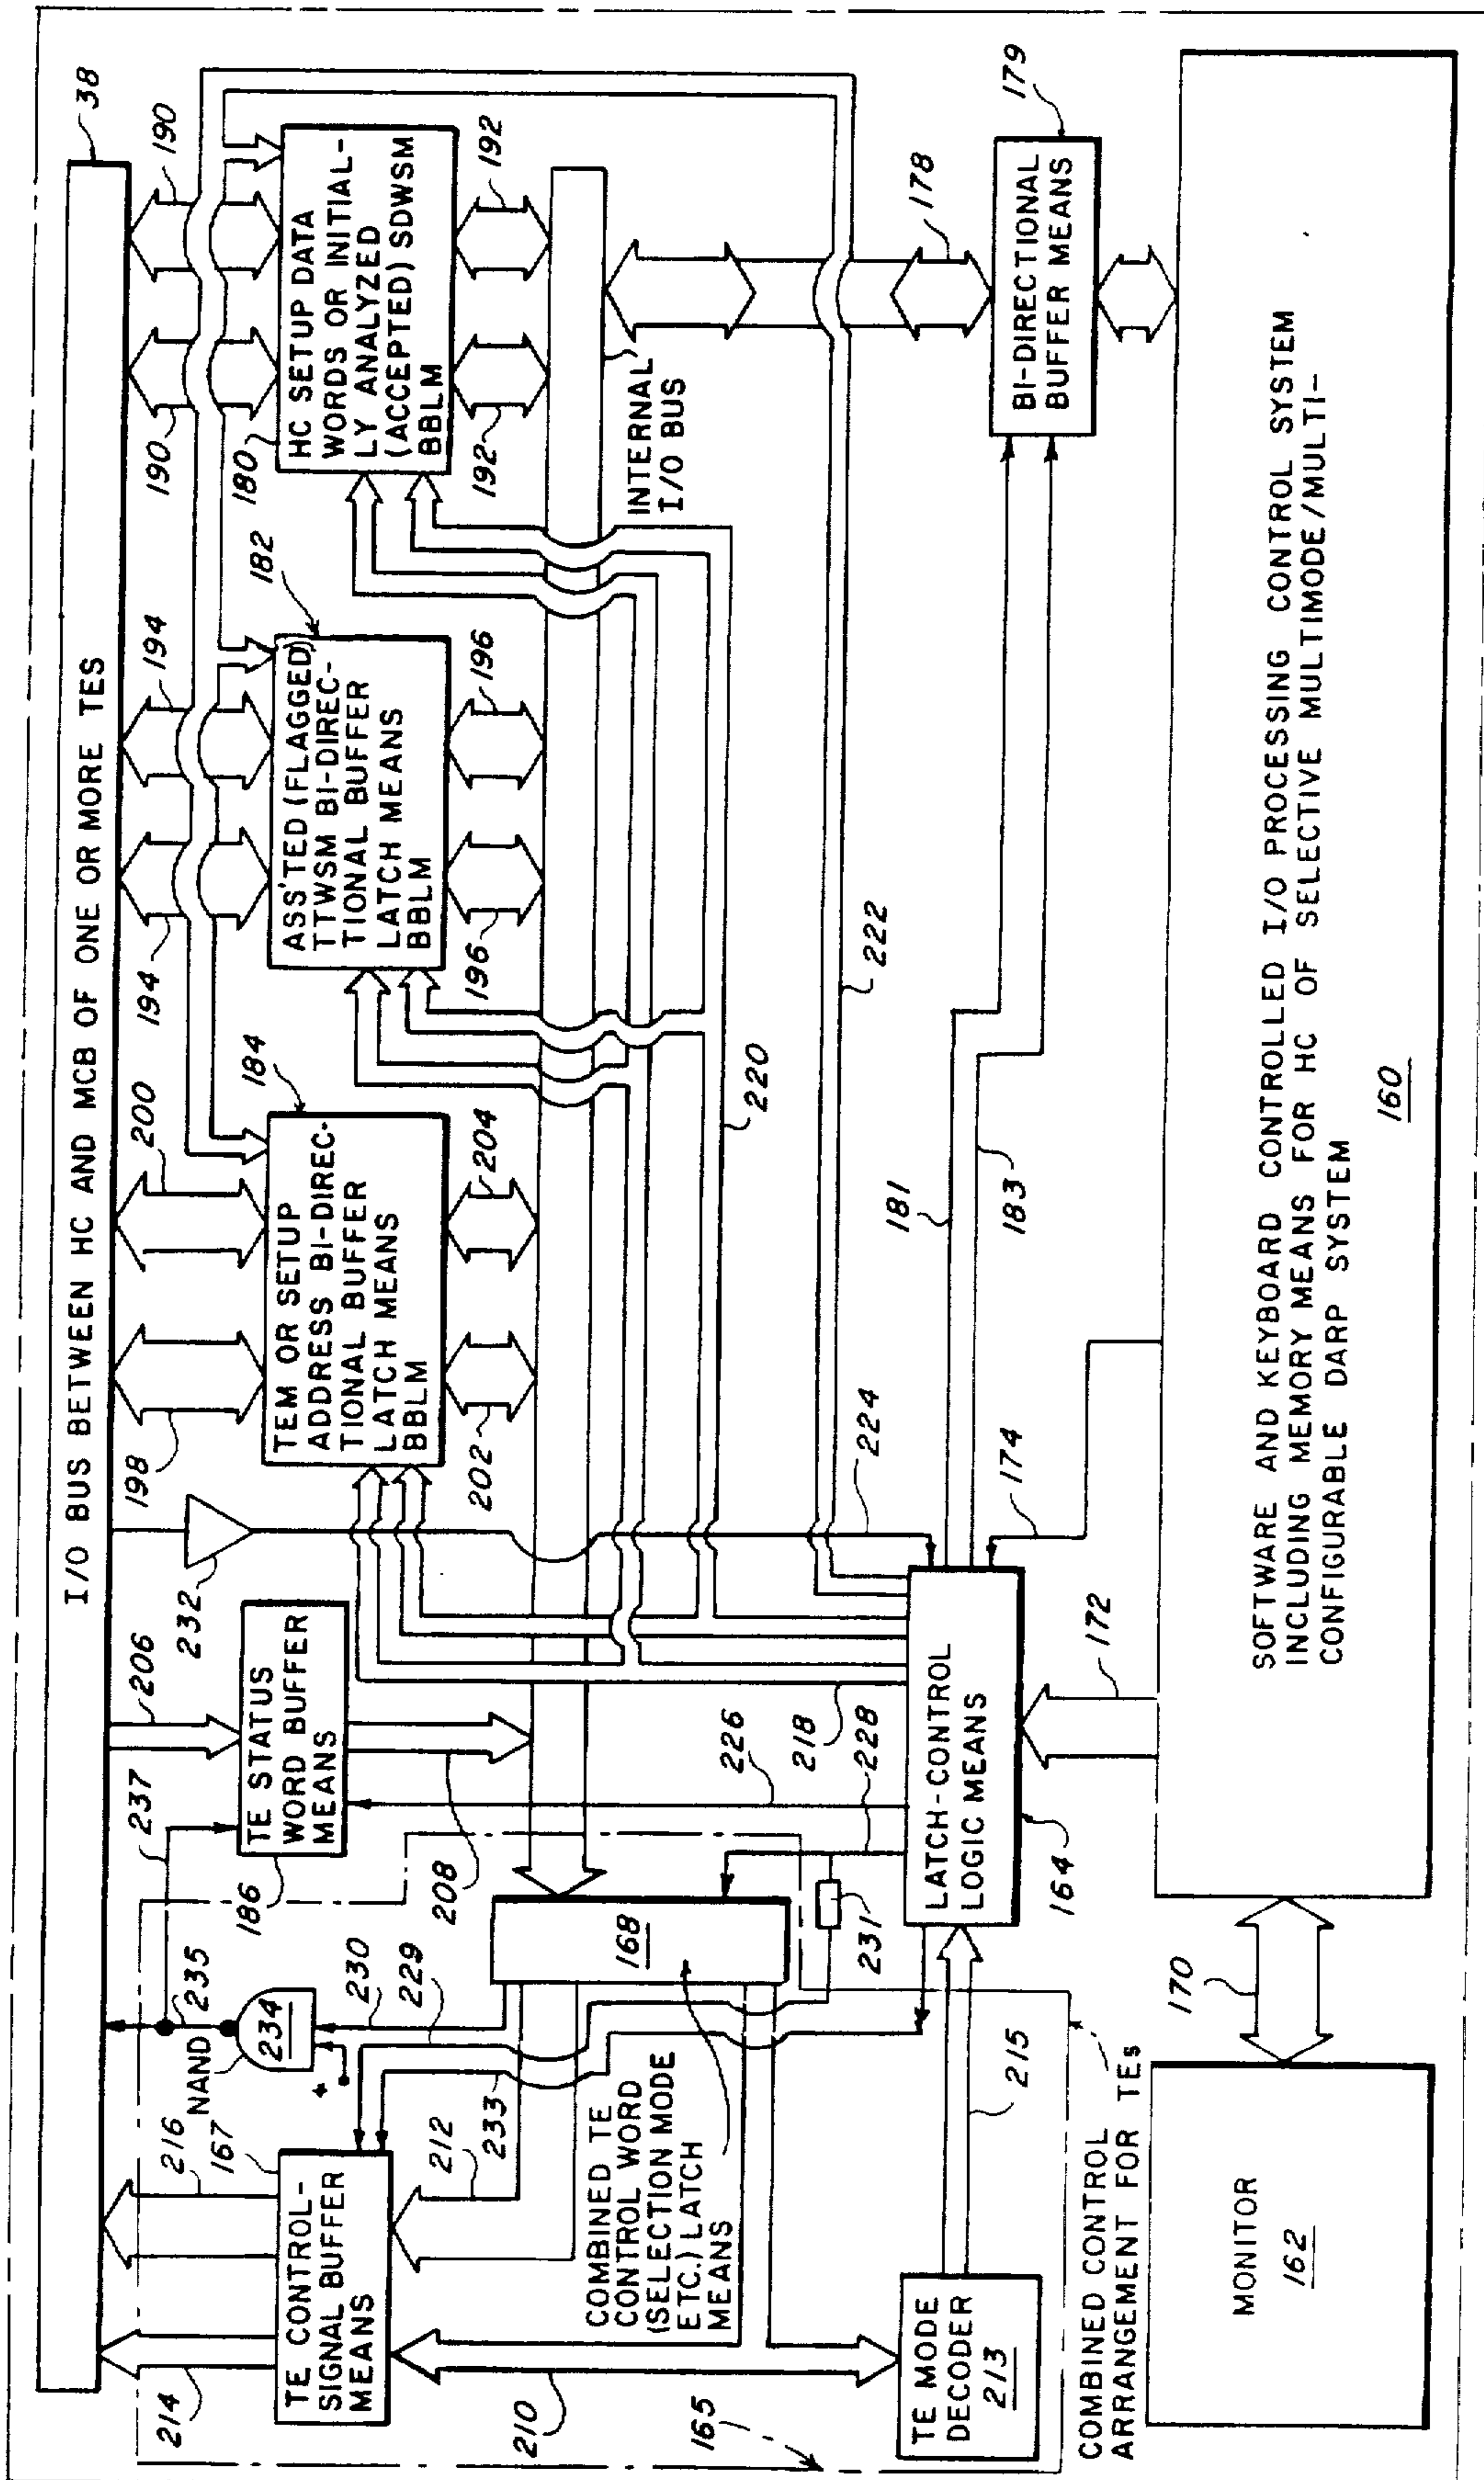 I/O BUS BETWEEN HC AND MCB OF ONE OR MORE TES
38
214
216
237
206
232
198
200
194
194
190
190
TE CONTROL-
SIGNAL BUFFER
MEANS
167
NAND
234
+
235
TE STATUS
WORD BUFFER
MEANS
186
TEM OR SETUP
ADDRESS BI-DIREC-
TIONAL BUFFER
LATCH MEANS
BBLM
184
ASS'TED (FLAGGED)
TTWSM BI-DIREC-
TIONAL BUFFER
LATCH MEANS
BBLM
182
HC SETUP DATA
WORDS OR INITIAL-
LY ANALYZED
(ACCEPTED) SDWSM
BBLM
180
230
229
233
212
208
202
204
196
196
192
192
INTERNAL
I/O BUS
210
165
COMBINED TE
CONTROL WORD
(SELECTION MODE
ETC.) LATCH
MEANS
168
226
228
218
231
224
220
222
178
TE MODE
DECODER
213
215
LATCH-CONTROL
LOGIC MEANS
164
174
172
181
183
BI-DIRECTIONAL
BUFFER MEANS
179
COMBINED CONTROL
ARRANGEMENT FOR TEs
MONITOR
162
170
SOFTWARE AND KEYBOARD CONTROLLED I/O PROCESSING CONTROL SYSTEM
INCLUDING MEMORY MEANS FOR HC OF SELECTIVE MULTIMODE/MULTI-
CONFIGURABLE DARP SYSTEM
160